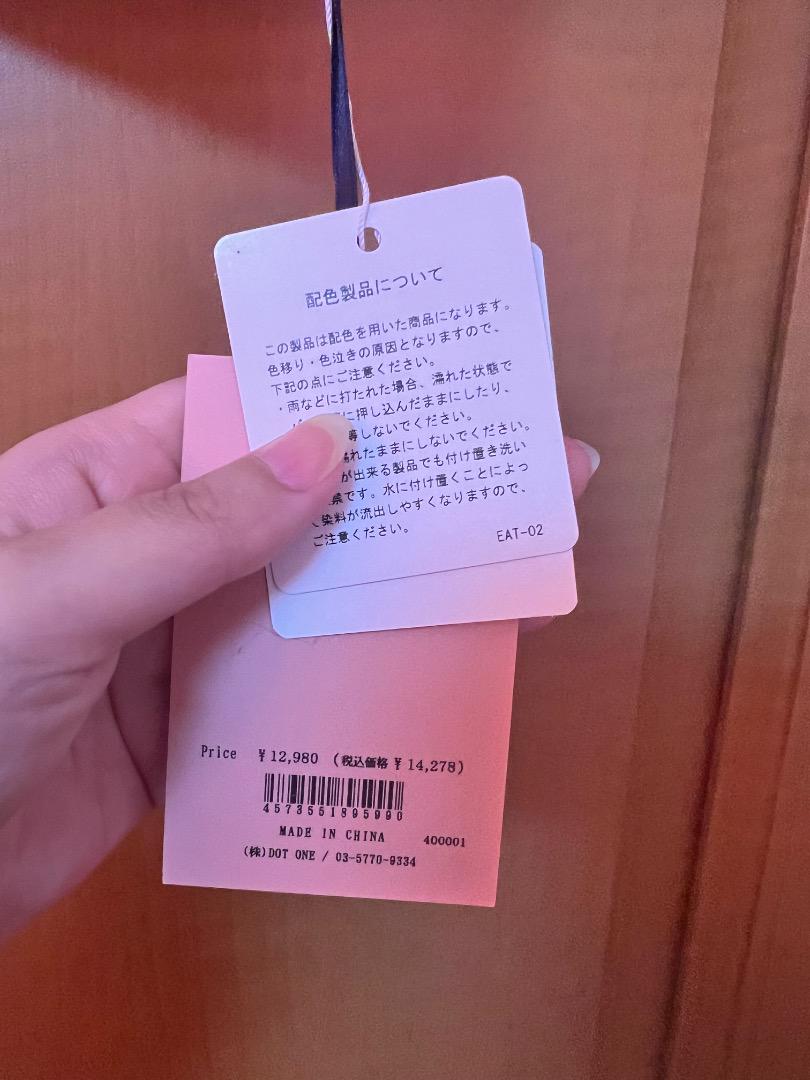 配色製品について
この製品は配色を用いた商品になります。
色移り・色泣きの原因となりますので、
下記の点にご注意ください。
・雨などに打たれた場合、濡れた状態で
に押し込んだままにしたり、
等しないでください。
濡れたままにしないでください。
が出来る製品でも付け置き洗い
です。水に付け置くことによっ
染料が流出しやすくなりますので、
ご注意ください。
EAT-02
Price ¥12,980 (税込価格 ¥14,278)
4573551895990
MADE IN CHINA 400001
(株)DOT ONE / 03-5770-9334